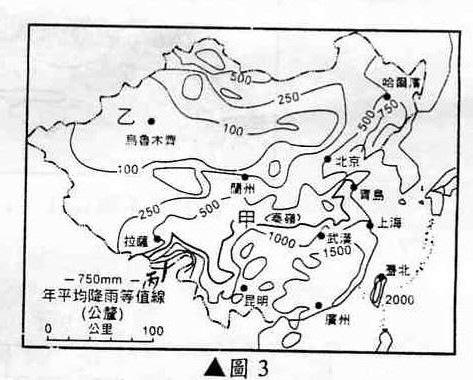 500
哈爾濱
250
500
750
乙
烏魯木齊
100
北京
100
蘭州
青島
250
500
甲
(秦嶺)
上海
1000
武漢
拉薩
1500
-750mm-
丙
臺北
年平均降雨等值線
昆明
2000
(公釐)
廣州
公里
0
100
▲圖3